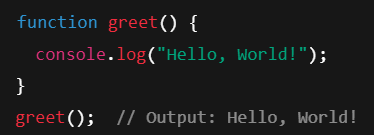 function greet() {
  console.log("Hello, World!");
}
greet();  // Output: Hello, World!